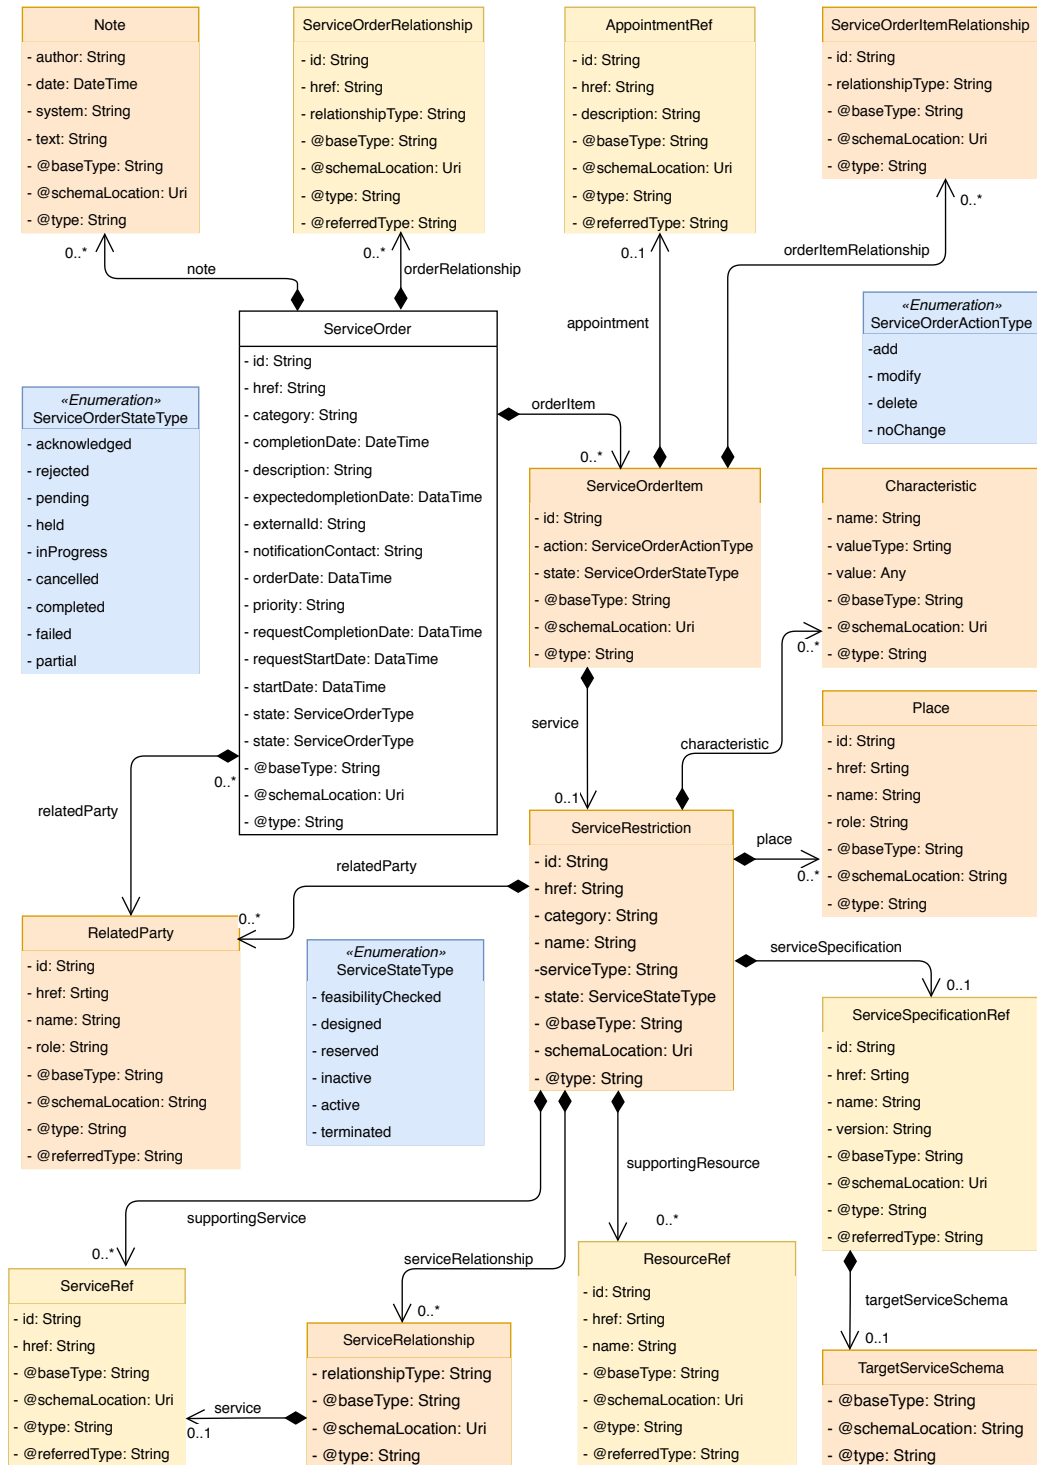 Note
- author: String
- date: DateTime
- system: String
- text: String
- @baseType: String
- @schemaLocation: Uri
- @type: String
ServiceOrderRelationship
- id: String
- href: String
- relationshipType: String
- @baseType: String
- @schemaLocation: Uri
- @type: String
- @referredType: String
AppointmentRef
- id: String
- href: String
- description: String
- @baseType: String
- @schemaLocation: Uri
- @type: String
- @referredType: String
ServiceOrderItemRelationship
- id: String
- relationshipType: String
- @baseType: String
- @schemaLocation: Uri
- @type: String
0..*
note
0..*
orderRelationship
0..1
appointment
0..*
orderItemRelationship
«Enumeration»
ServiceOrderActionType
-add
- modify
- delete
- noChange
ServiceOrder
- id: String
- href: String
- category: String
- completionDate: DateTime
- description: String
- expectedompletionDate: DataTime
- externalId: String
- notificationContact: String
- orderDate: DataTime
- priority: String
- requestCompletionDate: DataTime
- requestStartDate: DataTime
- startDate: DataTime
- state: ServiceOrderType
- state: ServiceOrderType
- @baseType: String
- @schemaLocation: Uri
- @type: String
«Enumeration»
ServiceOrderStateType
- acknowledged
- rejected
- pending
- held
- inProgress
- cancelled
- completed
- failed
- partial
orderItem
0..*
ServiceOrderItem
- id: String
- action: ServiceOrderActionType
- state: ServiceOrderStateType
- @baseType: String
- @schemaLocation: Uri
- @type: String
Characteristic
- name: String
- valueType: Srting
- value: Any
- @baseType: String
- @schemaLocation: Uri
- @type: String
0..*
characteristic
service
0..1
Place
- id: String
- href: Srting
- name: String
- role: String
- @baseType: String
- @schemaLocation: String
- @type: String
0..*
relatedParty
ServiceRestriction
- id: String
- href: String
- category: String
- name: String
-serviceType: String
- state: ServiceStateType
- @baseType: String
- schemaLocation: Uri
- @type: String
place
0..*
relatedParty
0..*
RelatedParty
- id: String
- href: Srting
- name: String
- role: String
- @baseType: String
- @schemaLocation: String
- @type: String
- @referredType: String
«Enumeration»
ServiceStateType
- feasibilityChecked
- designed
- reserved
- inactive
- active
- terminated
serviceSpecification
0..1
ServiceSpecificationRef
- id: String
- href: Srting
- name: String
- version: String
- @baseType: String
- @schemaLocation: Uri
- @type: String
- @referredType: String
supportingResource
0..*
supportingService
0..*
serviceRelationship
0..*
targetServiceSchema
0..1
ServiceRef
- id: String
- href: String
- @baseType: String
- @schemaLocation: Uri
- @type: String
- @referredType: String
service
0..1
ServiceRelationship
- relationshipType: String
- @baseType: String
- @schemaLocation: Uri
- @type: String
ResourceRef
- id: String
- href: Srting
- name: String
- @baseType: String
- @schemaLocation: Uri
- @type: String
- @referredType: String
TargetServiceSchema
- @baseType: String
- @schemaLocation: String
- @type: String